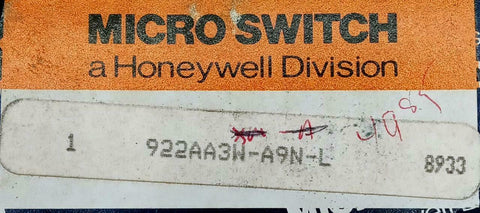 MICRO SWITCH
a Honeywell Division
1 922AA3W-A9N-L 8933